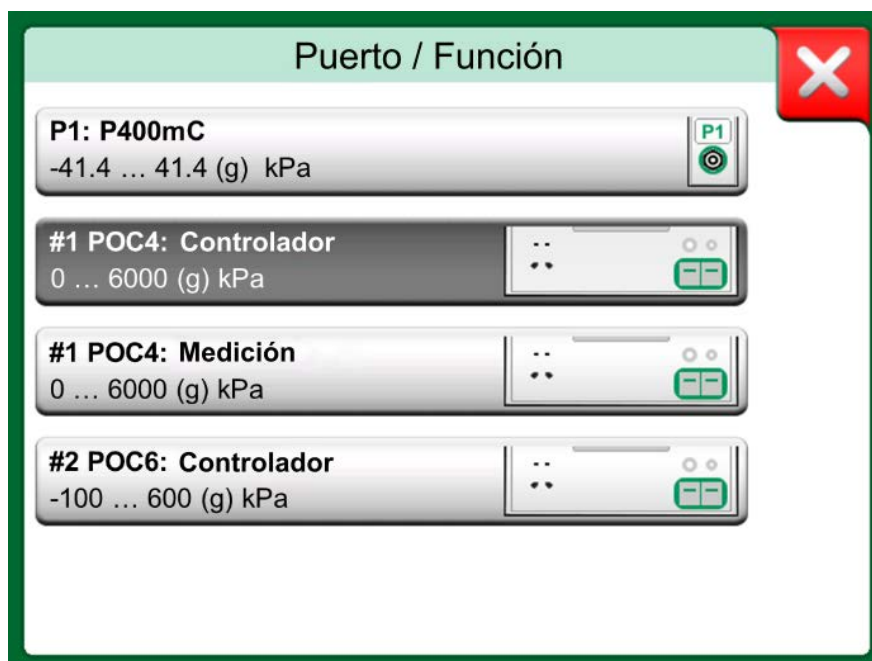 Puerto / Función
P1: P400mC
-41.4 … 41.4 (g) kPa
P1
#1 POC4: Controlador
0 … 6000 (g) kPa
#1 POC4: Medición
0 … 6000 (g) kPa
#2 POC6: Controlador
-100 … 600 (g) kPa